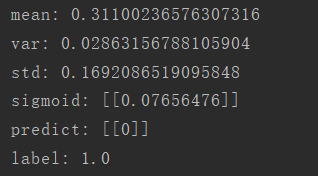 mean: 0.31100236576307316
var: 0.02863156788105904
std: 0.1692086519095848
sigmoid: [[0.07656476]]
predict: [[0]]
label: 1.0